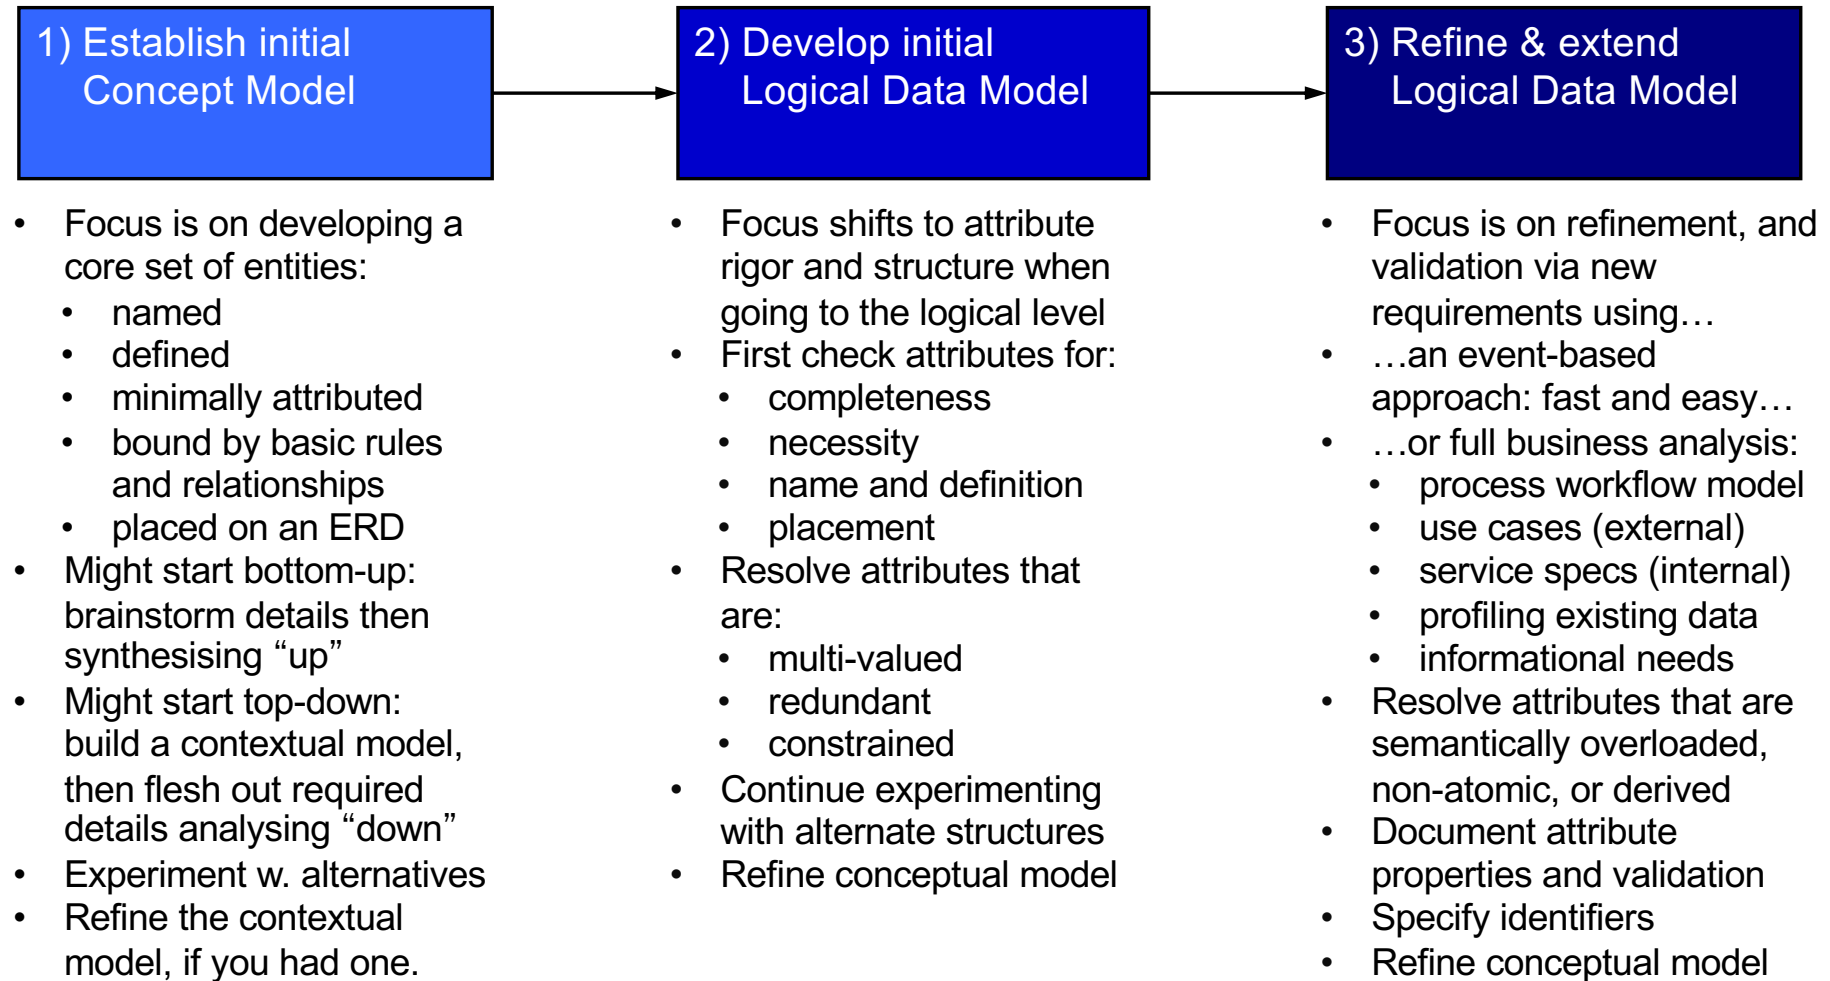 1) Establish initial
Concept Model
• Focus is on developing a
core set of entities:
• named
• defined
• minimally attributed
• bound by basic rules
and relationships
• placed on an ERD
• Might start bottom-up:
brainstorm details then
synthesising “up”
• Might start top-down:
build a contextual model,
then flesh out required
details analysing “down”
• Experiment w. alternatives
• Refine the contextual
model, if you had one.
2) Develop initial
Logical Data Model
• Focus shifts to attribute
rigor and structure when
going to the logical level
• First check attributes for:
• completeness
• necessity
• name and definition
• placement
• Resolve attributes that
are:
• multi-valued
• redundant
• constrained
• Continue experimenting
with alternate structures
• Refine conceptual model
3) Refine & extend
Logical Data Model
• Focus is on refinement, and
validation via new
requirements using…
• …an event-based
approach: fast and easy…
• …or full business analysis:
• process workflow model
• use cases (external)
• service specs (internal)
• profiling existing data
• informational needs
• Resolve attributes that are
semantically overloaded,
non-atomic, or derived
• Document attribute
properties and validation
• Specify identifiers
• Refine conceptual model